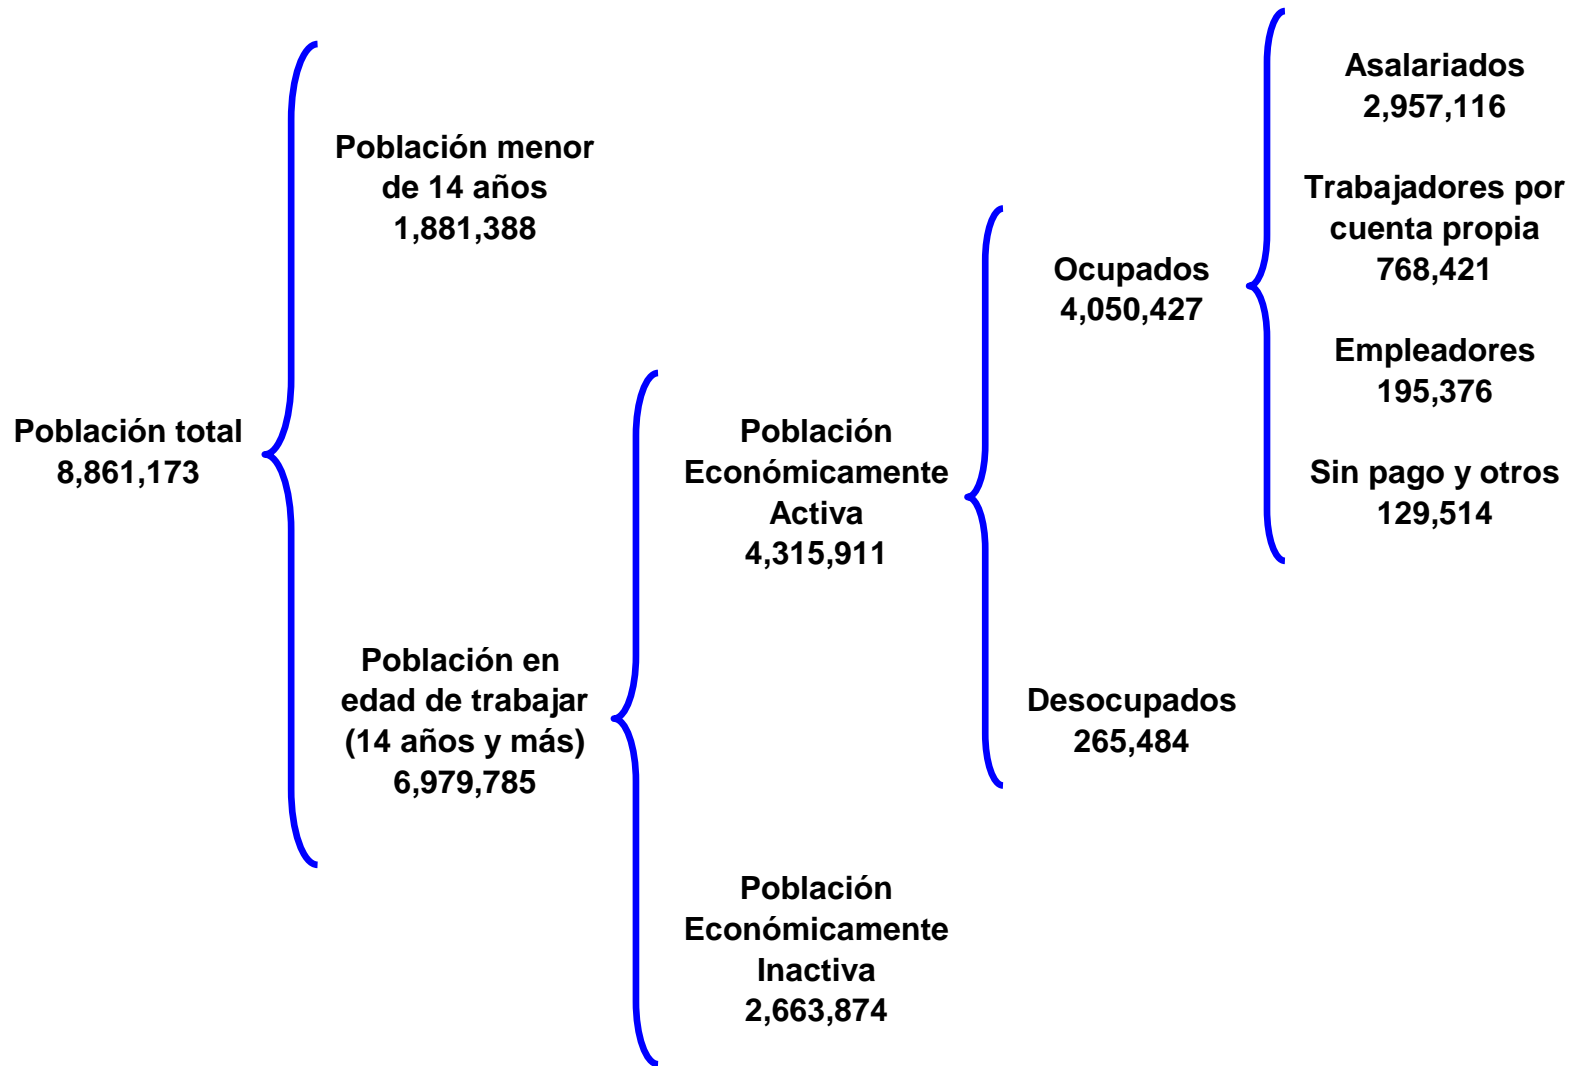 Población total
8,861,173
Población menor
de 14 años
1,881,388
Población en
edad de trabajar
(14 años y más)
6,979,785
Población
Económicamente
Activa
4,315,911
Población
Económicamente
Inactiva
2,663,874
Ocupados
4,050,427
Desocupados
265,484
Asalariados
2,957,116
Trabajadores por
cuenta propia
768,421
Empleadores
195,376
Sin pago y otros
129,514